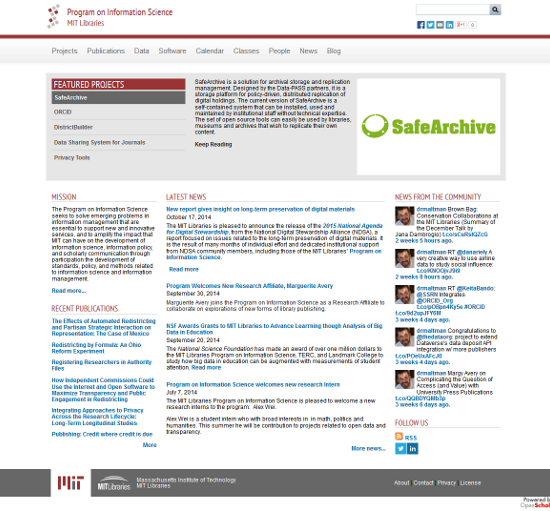 Program on Information Science
MIT Libraries
0
Projects Publications Data Software Calendar Classes People News Blog
FEATURED PROJECTS
SafeArchive
ORCID
DistrictBuilder
Data Sharing System for Journals
Privacy Tools
SafeArchive is a solution for archival storage and replication
management. Designed by the Data-PASS partners, it is a
storage platform for policy-driven, distributed replication of
digital holdings. The current version of SafeArchive is a
self-contained system that can be installed, used and
maintained by institutional staff without technical expertise.
The set of open source tools can easily be used by libraries,
museums and archives that wish to replicate their own
content.
Keep Reading
SafeArchive
MISSION
The Program on Information Science
seeks to solve emerging problems in
information management that are
essential to support new and innovative
services, and to amplify the impact that
MIT can have on the development of
information science, information policy,
and scholarly communication through
participation the development of
standards, policy, and methods related
to information science and information
management.
Read more...
RECENT PUBLICATIONS
The Effects of Automated Redistricting
and Partisan Strategic Interaction on
Representation: The Case of Mexico
Redistricting by Formula: An Ohio
Reform Experiment
Registering Researchers in Authority
Files
How Independent Commissions Could
Use the Internet and Open Software to
Maximize Transparency and Public
Engagement in Redistricting
Integrating Approaches to Privacy
Across the Research Lifecycle:
Long-Term Longitudinal Studies
Publishing: Credit where credit is due
More
LATEST NEWS
New report gives insight on long-term preservation of digital materials
October 17, 2014
The MIT Libraries is pleased to announce the release of the 2015 National Agenda
for Digital Stewardship, from the National Digital Stewardship Alliance (NDSA), a
report focused on issues related to the long-term preservation of digital materials. It
is the result of many months of individual effort and dedicated institutional support
from NDSA community members, including those of the MIT Libraries' Program on
Information Science.
Read more
Program Welcomes New Research Affiliate, Marguerite Avery
September 30, 2014
Marguerite Avery joins the Program on Information Science as a Research Affiliate to
collaborate on explorations of new forms of library publishing.
NSF Awards Grants to MIT Libraries to Advance Learning though Analysis of Big
Data in Education
September 20, 2014
The National Science Foundation has made an award of over one million dollars to
the MIT Libraries Program on Information Science, TERC, and Landmark College to
study how big data in education can be augmented with measurements of student
attention. Read more
Program on Information Science welcomes new research intern
July 7, 2014
The MIT Libraries Program on Information Science is pleased to welcome a new
research interns to the program: Alex Wei.
Alex Wei is a student intern who with broad interests in in math, politics and
humanities. This summer he will be contribution to projects related to open data and
transparency.
More news...
NEWS FROM THE COMMUNITY
drmaltman Brown Bag:
Conservation Collaborations at
the MIT Libraries (Summary of
the December Talk by
Jana Dambrogio)
2 weeks 5 hours ago.
drmaltman RT @danariely A
very creative way to use airline
data to study social influence:
2 weeks 8 hours ago.
drmaltman RT @KeitaBando:
@SSRN integrates
@ORCID_Org
#ORCID
3 weeks 4 days ago.
drmaltman Congratulations to
@thedataorg: project to extend
Dataverse's data deposit API
integration w/ more publishers
3 weeks 4 days ago.
drmaltman Margy Avery on
Complicating the Question of
Access (and Value) with
University Press Publications
3 weeks 6 days ago.
FOLLOW US
RSS
MIT
MITLibraries
Massachusetts Institute of Technology
MIT Libraries
About | Contact | Privacy | License
Powered by
OpenScholar